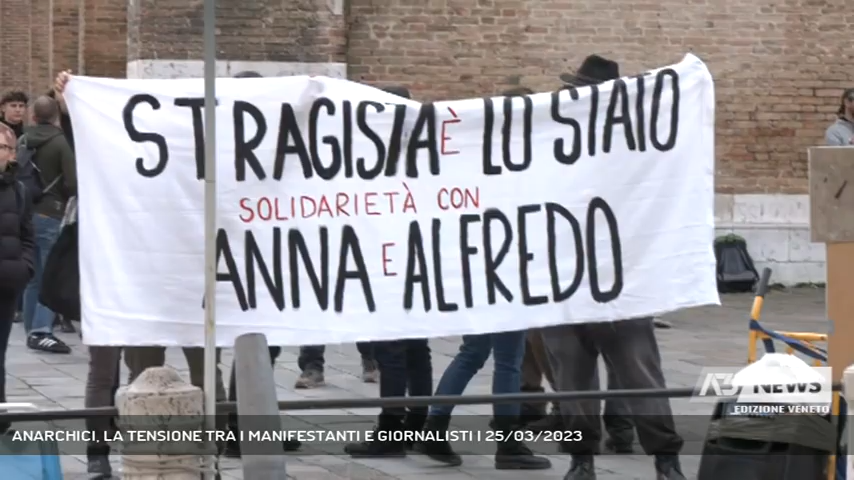 STRAGISTA È LO STATO
SOLIDARIETÀ CON
ANNA E ALFREDO
A3 NEWS
EDIZIONE VENETO
ANARCHICI, LA TENSIONE TRA I MANIFESTANTI E GIORNALISTI | 25/03/2023